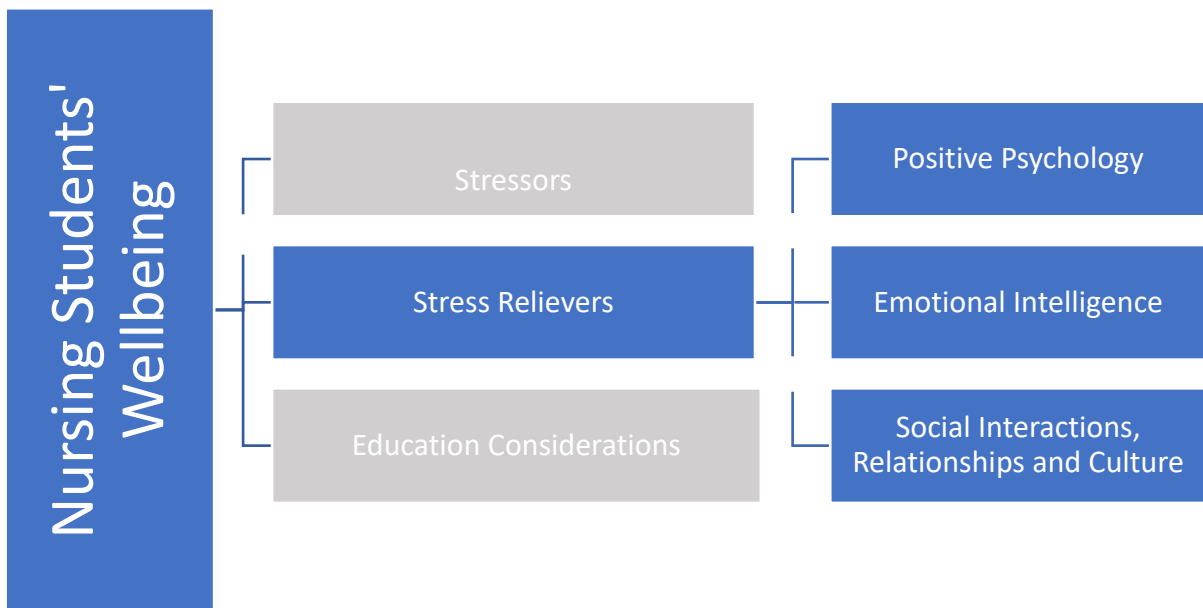 Nursing Students'
Wellbeing
Stressors
Stress Relievers
Education Considerations
Positive Psychology
Emotional Intelligence
Social Interactions,
Relationships and Culture